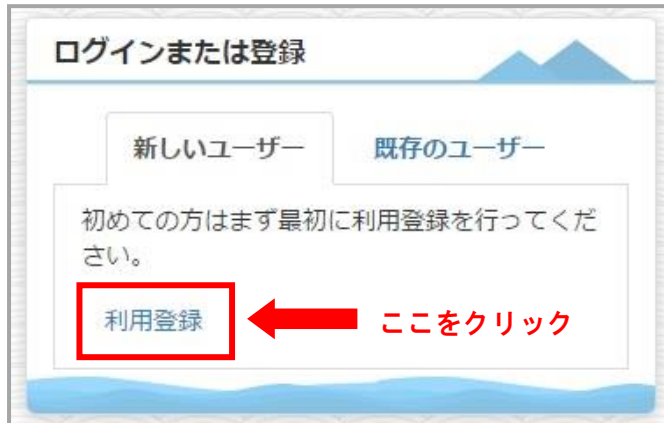 ログインまたは登録
新しいユーザー 既存のユーザー
初めての方はまず最初に利用登録を行ってくだ
さい。
利用登録 ここをクリック